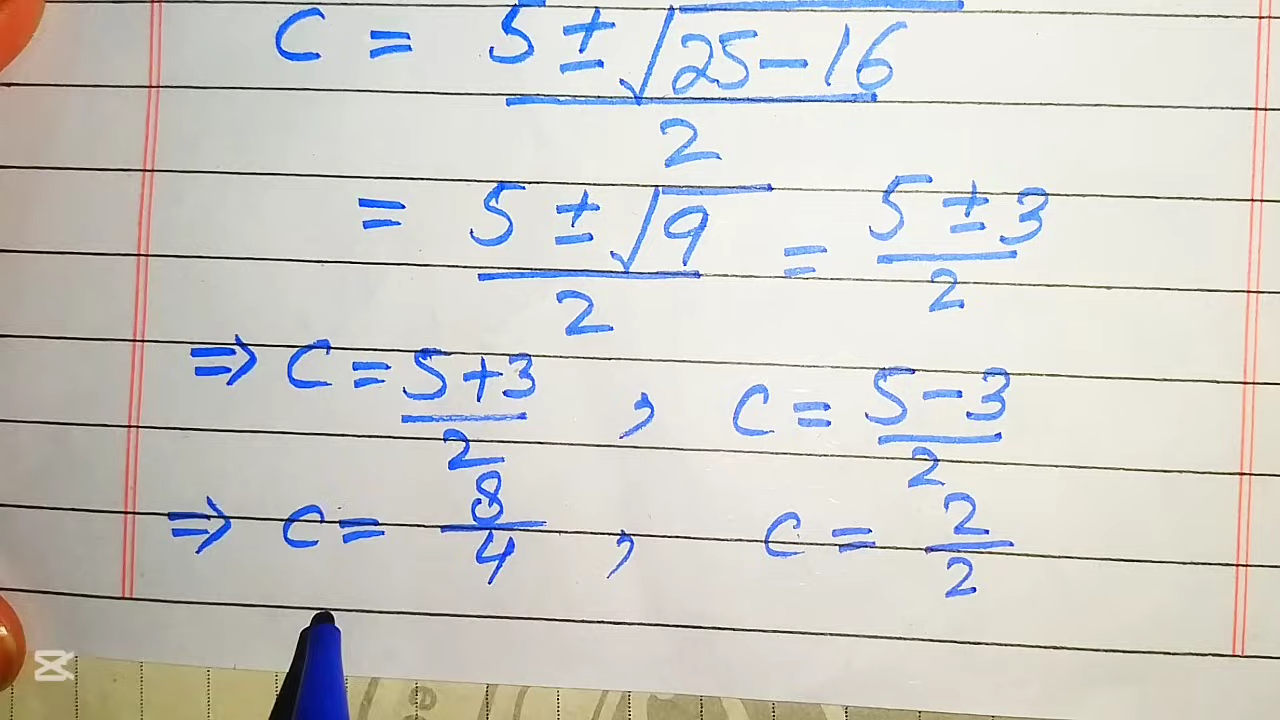 C = (5 ± √(25 − 16)) / 2
= (5 ± √9) / 2 = (5 ± 3) / 2
⇒ C = (5 + 3) / 2 , C = (5 − 3) / 2
⇒ C = 8 / 4 , C = 2 / 2